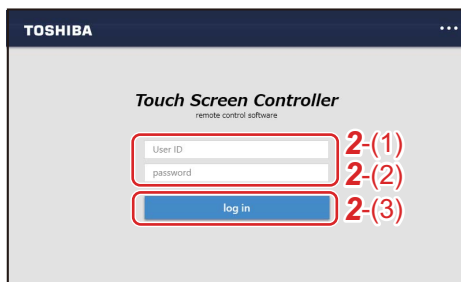 TOSHIBA
...
Touch Screen Controller
remote control software
User ID
2-(1)
password
2-(2)
log in
2-(3)